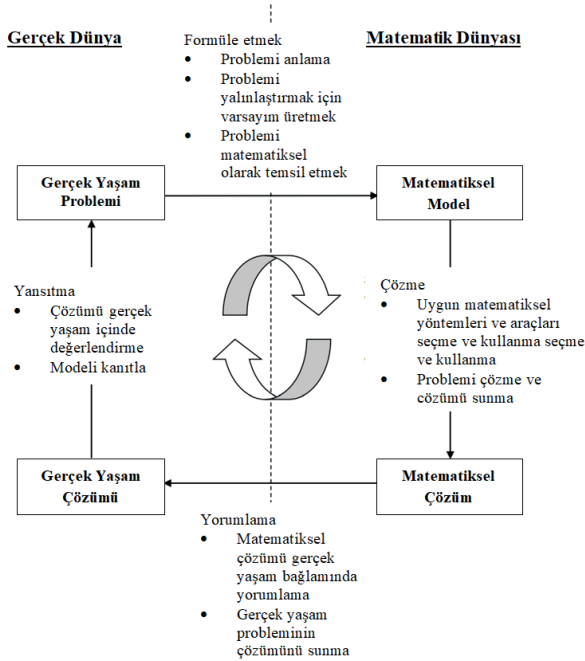 Gerçek Dünya
Matematik Dünyası
Formüle etmek
• Problemi anlama
• Problemi
yalınlaştırmak için
varsayım üretmek
• Problemi
matematiksel
olarak temsil etmek
Gerçek Yaşam
Problemi
Matematiksel
Model
Yansıtma
• Çözümü gerçek
yaşam içinde
değerlendirme
• Modeli kanıtla
Çözme
• Uygun matematiksel
yöntemleri ve araçları
seçme ve kullanma seçme
ve kullanma
• Problemi çözme ve
çözümü sunma
Gerçek Yaşam
Çözümü
Matematiksel
Çözüm
Yorumlama
• Matematiksel
çözümü gerçek
yaşam bağlamında
yorumlama
• Gerçek yaşam
probleminin
çözümünü sunma